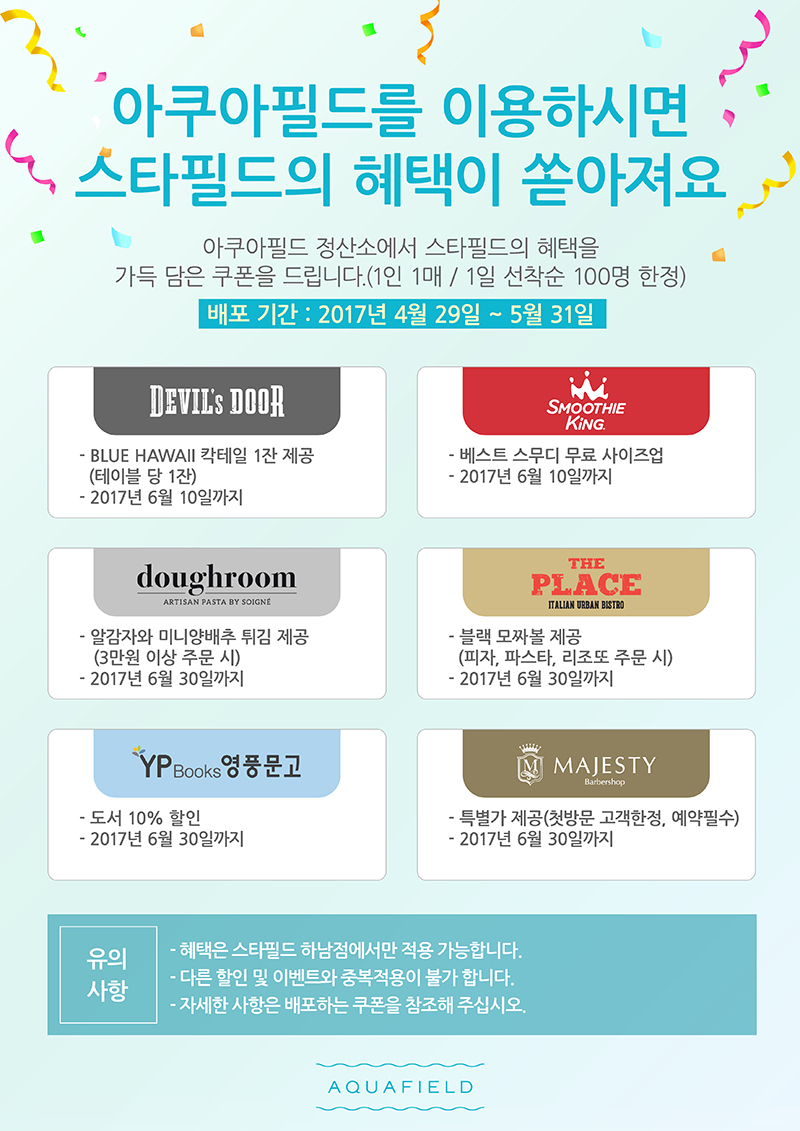 아쿠아필드를 이용하시면
스타필드의 혜택이 쏟아져요
아쿠아필드 정산소에서 스타필드의 혜택을
가득 담은 쿠폰을 드립니다.(1인 1매 / 1일 선착순 100명 한정)
배포 기간 : 2017년 4월 29일 ~ 5월 31일
DEVIL's DOOR
- BLUE HAWAII 칵테일 1잔 제공
(테이블 당 1잔)
- 2017년 6월 10일까지
SMOOTHIE
KING.
- 베스트 스무디 무료 사이즈업
- 2017년 6월 10일까지
doughroom
ARTISAN PASTA BY SOIGNÉ
- 알감자와 미니양배추 튀김 제공
(3만원 이상 주문 시)
- 2017년 6월 30일까지
THE
PLACE
ITALIAN URBAN BISTRO
- 블랙 모짜볼 제공
(피자, 파스타, 리조또 주문 시)
- 2017년 6월 30일까지
YP Books 영풍문고
- 도서 10% 할인
- 2017년 6월 30일까지
M
MAJESTY
Barbershop
- 특별가 제공(첫방문 고객한정, 예약필수)
- 2017년 6월 30일까지
유의
사항
- 혜택은 스타필드 하남점에서만 적용 가능합니다.
- 다른 할인 및 이벤트와 중복적용이 불가 합니다.
- 자세한 사항은 배포하는 쿠폰을 참조해 주십시오.
AQUAFIELD